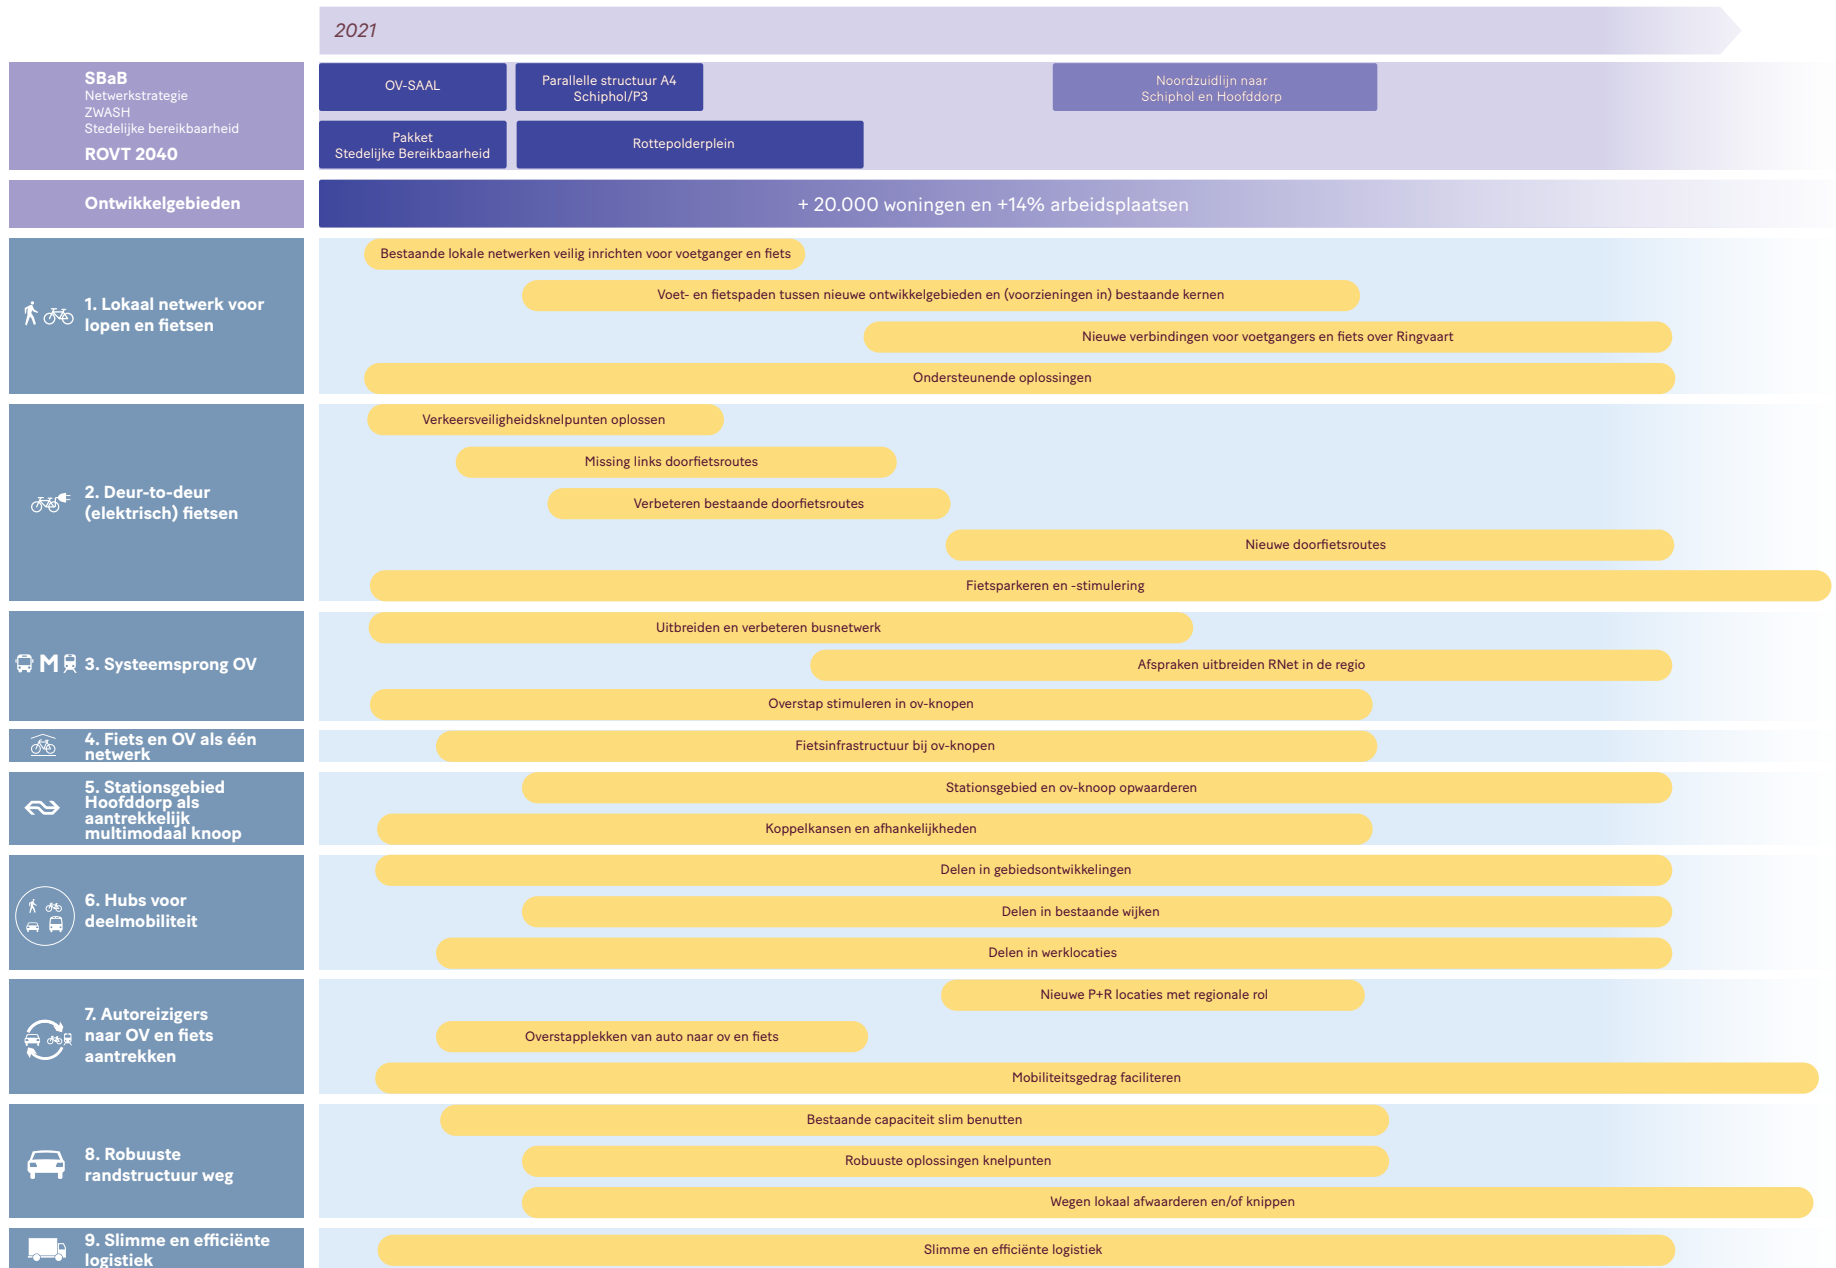 2021
SBaB
Netwerkstrategie
ZWASH
Stedelijke bereikbaarheid
ROVT 2040
OV-SAAL
Parallelle structuur A4
Schiphol/P3
Noordzuidlijn naar
Schiphol en Hoofddorp
Pakket
Stedelijke Bereikbaarheid
Rottepolderplein
Ontwikkelgebieden
+ 20.000 woningen en +14% arbeidsplaatsen
1. Lokaal netwerk voor
lopen en fietsen
Bestaande lokale netwerken veilig inrichten voor voetganger en fiets
Voet- en fietspaden tussen nieuwe ontwikkelgebieden en (voorzieningen in) bestaande kernen
Nieuwe verbindingen voor voetgangers en fiets over Ringvaart
Ondersteunende oplossingen
2. Deur-to-deur
(elektrisch) fietsen
Verkeersveiligheidsknelpunten oplossen
Missing links doorfietsroutes
Verbeteren bestaande doorfietsroutes
Nieuwe doorfietsroutes
Fietsparkeren en -stimulering
M
3. Systeemsprong OV
Uitbreiden en verbeteren busnetwerk
Afspraken uitbreiden RNet in de regio
Overstap stimuleren in ov-knopen
4. Fiets en OV als één
netwerk
Fietsinfrastructuur bij ov-knopen
5. Stationsgebied
Hoofddorp als
aantrekkelijk
multimodaal knoop
Stationsgebied en ov-knoop opwaarderen
Koppelkansen en afhankelijkheden
6. Hubs voor
deelmobiliteit
Delen in gebiedsontwikkelingen
Delen in bestaande wijken
Delen in werklocaties
7. Autoreizigers
naar OV en fiets
aantrekken
Nieuwe P+R locaties met regionale rol
Overstapplekken van auto naar ov en fiets
Mobiliteitsgedrag faciliteren
8. Robuuste
randstructuur weg
Bestaande capaciteit slim benutten
Robuuste oplossingen knelpunten
Wegen lokaal afwaarderen en/of knippen
9. Slimme en efficiënte
logistiek
Slimme en efficiënte logistiek